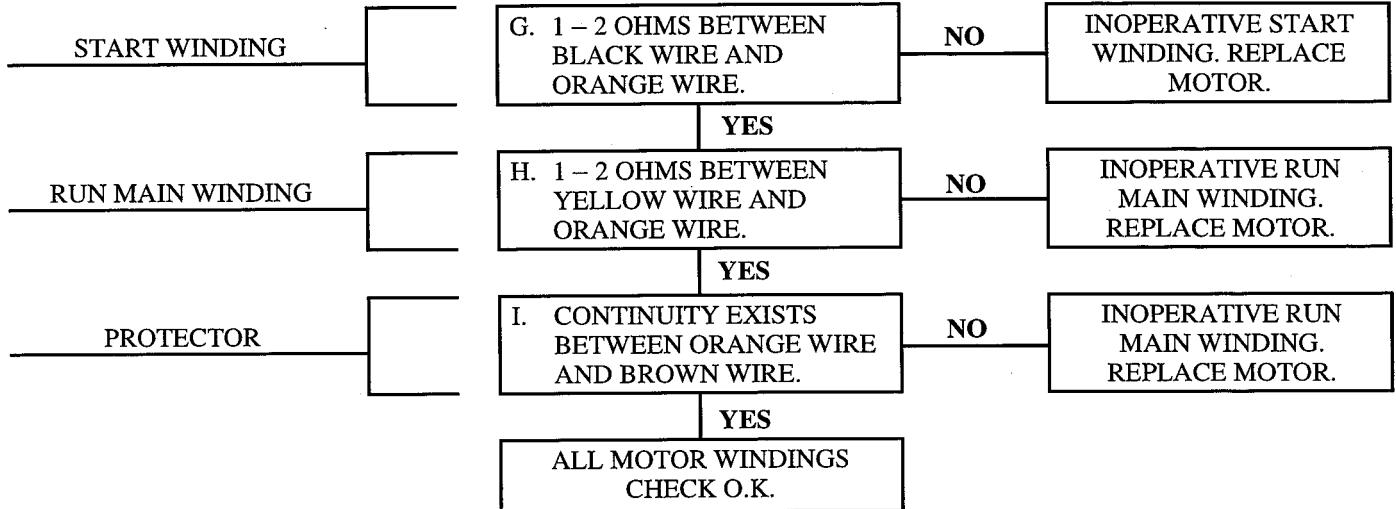 START WINDING
G. 1 – 2 OHMS BETWEEN
BLACK WIRE AND
ORANGE WIRE.
NO
INOPERATIVE START
WINDING. REPLACE
MOTOR.
YES
RUN MAIN WINDING
H. 1 – 2 OHMS BETWEEN
YELLOW WIRE AND
ORANGE WIRE.
NO
INOPERATIVE RUN
MAIN WINDING.
REPLACE MOTOR.
YES
PROTECTOR
I. CONTINUITY EXISTS
BETWEEN ORANGE WIRE
AND BROWN WIRE.
NO
INOPERATIVE RUN
MAIN WINDING.
REPLACE MOTOR.
YES
ALL MOTOR WINDINGS
CHECK O.K.